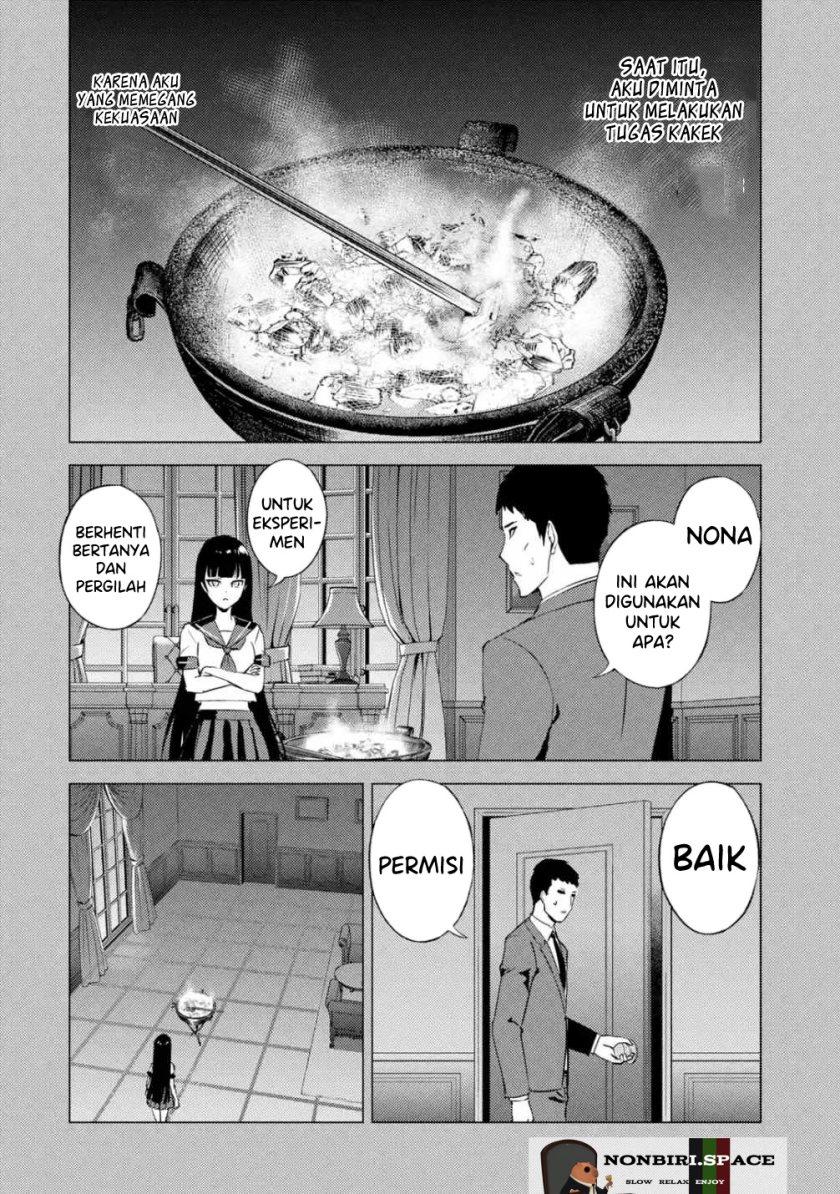 SAAT ITU,
AKU DIMINTA
UNTUK MELAKUKAN
TUGAS KAKEK
KARENA AKU
YANG MEMEGANG
KEKUASAAN
NONA
INI AKAN
DIGUNAKAN
UNTUK
APA?
UNTUK
EKSPERI-
MEN
BERHENTI
BERTANYA
DAN
PERGILAH
BAIK
PERMISI
NONBIRI.SPACE
SLOW RELAX ENJOY